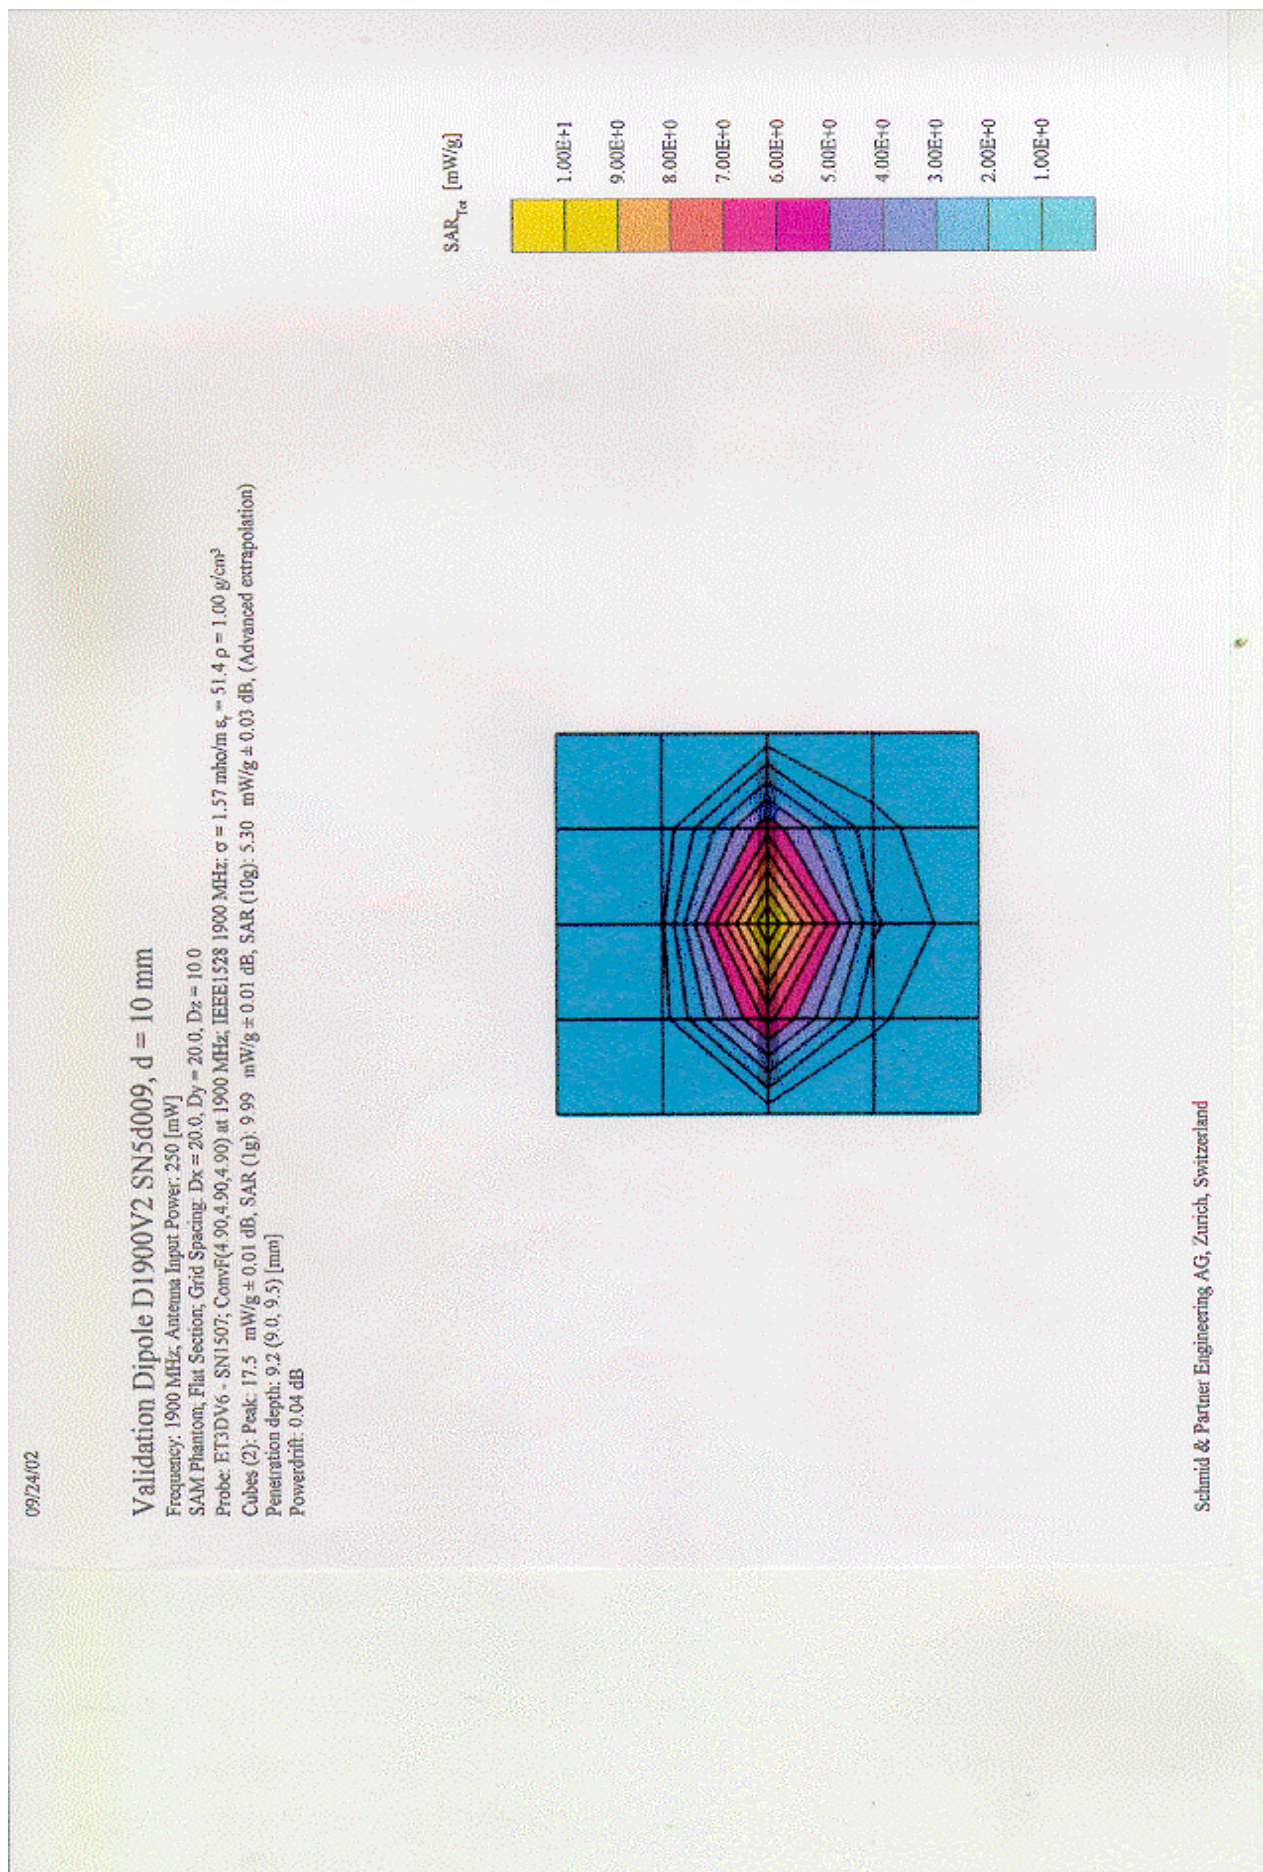 09/24/02
Validation Dipole D1900V2 SN5d009, d = 10 mm
Frequency: 1900 MHz; Antenna Input Power: 250 [mW]
SAM Phantom; Flat Section; Grid Spacing: Dx = 20.0, Dy = 20.0, Dz = 10.0
Probe: ET3DV6 - SN1507; ConvF(4.90,4.90,4.90) at 1900 MHz; IEEE1528 1900 MHz: σ = 1.57 mho/m εr = 51.4 ρ = 1.00 g/cm³
Cubes (2): Peak: 17.5 mW/g ± 0.01 dB, SAR (1g): 9.99 mW/g ± 0.01 dB, SAR (10g): 5.30 mW/g ± 0.03 dB, (Advanced extrapolation)
Penetration depth: 9.2 (9.0, 9.5) [mm]
Powerdrift: 0.04 dB
SARTot [mW/g]
1.00E+1
9.00E+0
8.00E+0
7.00E+0
6.00E+0
5.00E+0
4.00E+0
3.00E+0
2.00E+0
1.00E+0
Schmid & Partner Engineering AG, Zurich, Switzerland